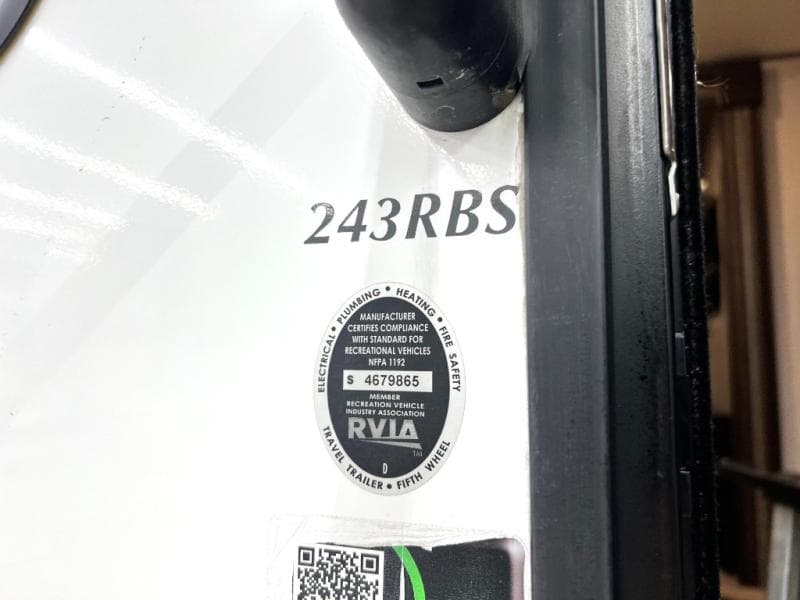 243RBS
ELECTRICAL • PLUMBING • HEATING • FIRE SAFETY
MANUFACTURER
CERTIFIES COMPLIANCE
WITH STANDARD FOR
RECREATIONAL VEHICLES
NFPA 1192
S 4679865
MEMBER
RECREATION VEHICLE
INDUSTRY ASSOCIATION
RVIA
TM
D
TRAVEL TRAILER • FIFTH WHEEL